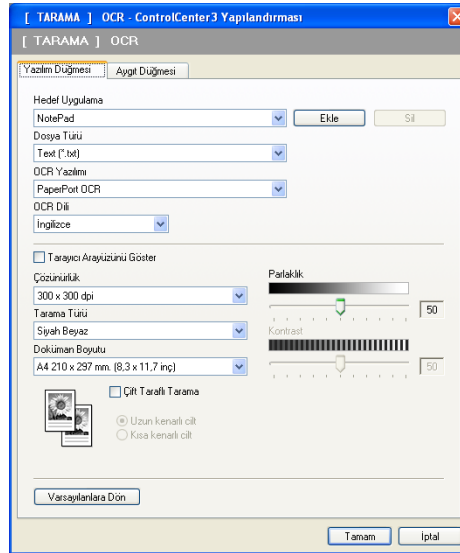 [ TARAMA ] OCR - ControlCenter3 Yapılandırması
[ TARAMA ] OCR
Yazılım Düğmesi
Aygıt Düğmesi
Hedef Uygulama
NotePad
Ekle
Sil
Dosya Türü
Text (*.txt)
OCR Yazılımı
PaperPort OCR
OCR Dili
İngilizce
Tarayıcı Arayüzünü Göster
Çözünürlük
Parlaklık
300 x 300 dpi
50
Tarama Türü
Siyah Beyaz
Kontrast
Doküman Boyutu
A4 210 x 297 mm. (8,3 x 11,7 inç)
50
Çift Taraflı Tarama
Uzun kenarlı cilt
Kısa kenarlı cilt
Varsayılanlara Dön
Tamam
İptal